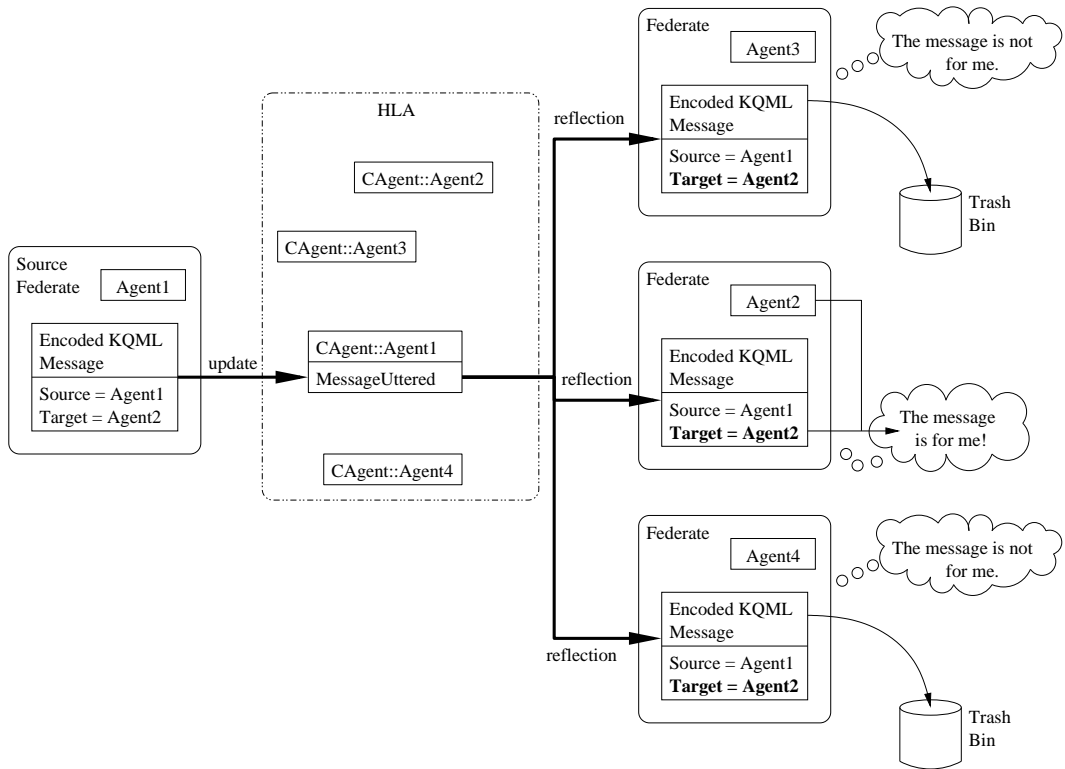 Source
Federate
Agent1
Encoded KQML
Message
Source = Agent1
Target = Agent2
update
HLA
CAgent::Agent2
CAgent::Agent3
CAgent::Agent1
MessageUttered
CAgent::Agent4
reflection
Federate
Agent3
Encoded KQML
Message
Source = Agent1
Target = Agent2
The message is not
for me.
Trash
Bin
reflection
Federate
Agent2
Encoded KQML
Message
Source = Agent1
Target = Agent2
The message
is for me!
reflection
Federate
Agent4
Encoded KQML
Message
Source = Agent1
Target = Agent2
The message is not
for me.
Trash
Bin